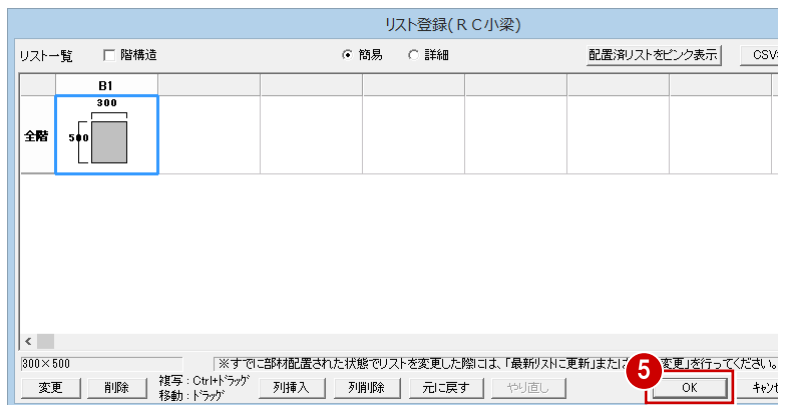 リスト登録(ＲＣ小梁)
リスト一覧 階構造 簡易 詳細 配置済リストをピンク表示 CSV
B1
300
全階 500
300×500 ※すでに部材配置された状態でリストを変更した際には、「最新リストに更新」または 変更」を行ってください。
5
変更 削除 複写：Ctrl+ドラッグ 列挿入 列削除 元に戻す やり直し OK キャンセ
移動：ドラッグ